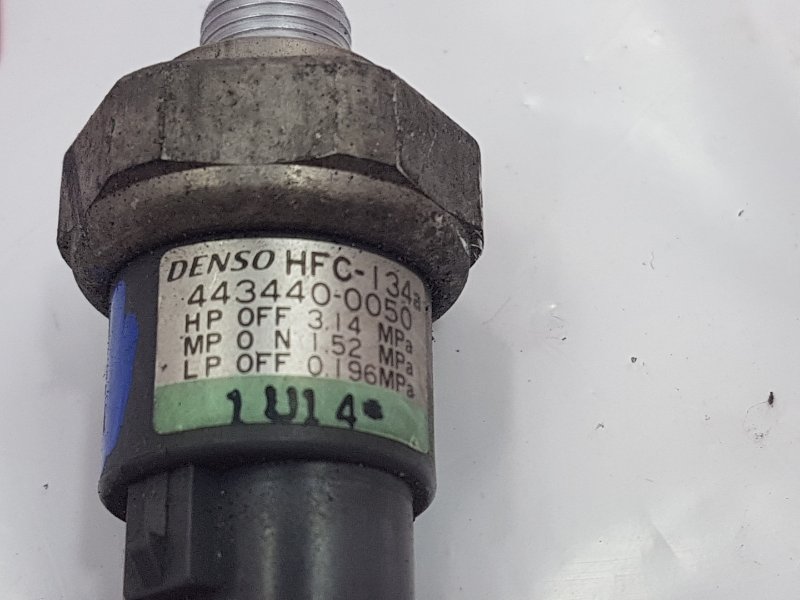 DENSO HFC-134a
443440-0050
HP OFF 3.14 MPa
MP ON 1.52 MPa
LP OFF 0.196MPa
1U14*